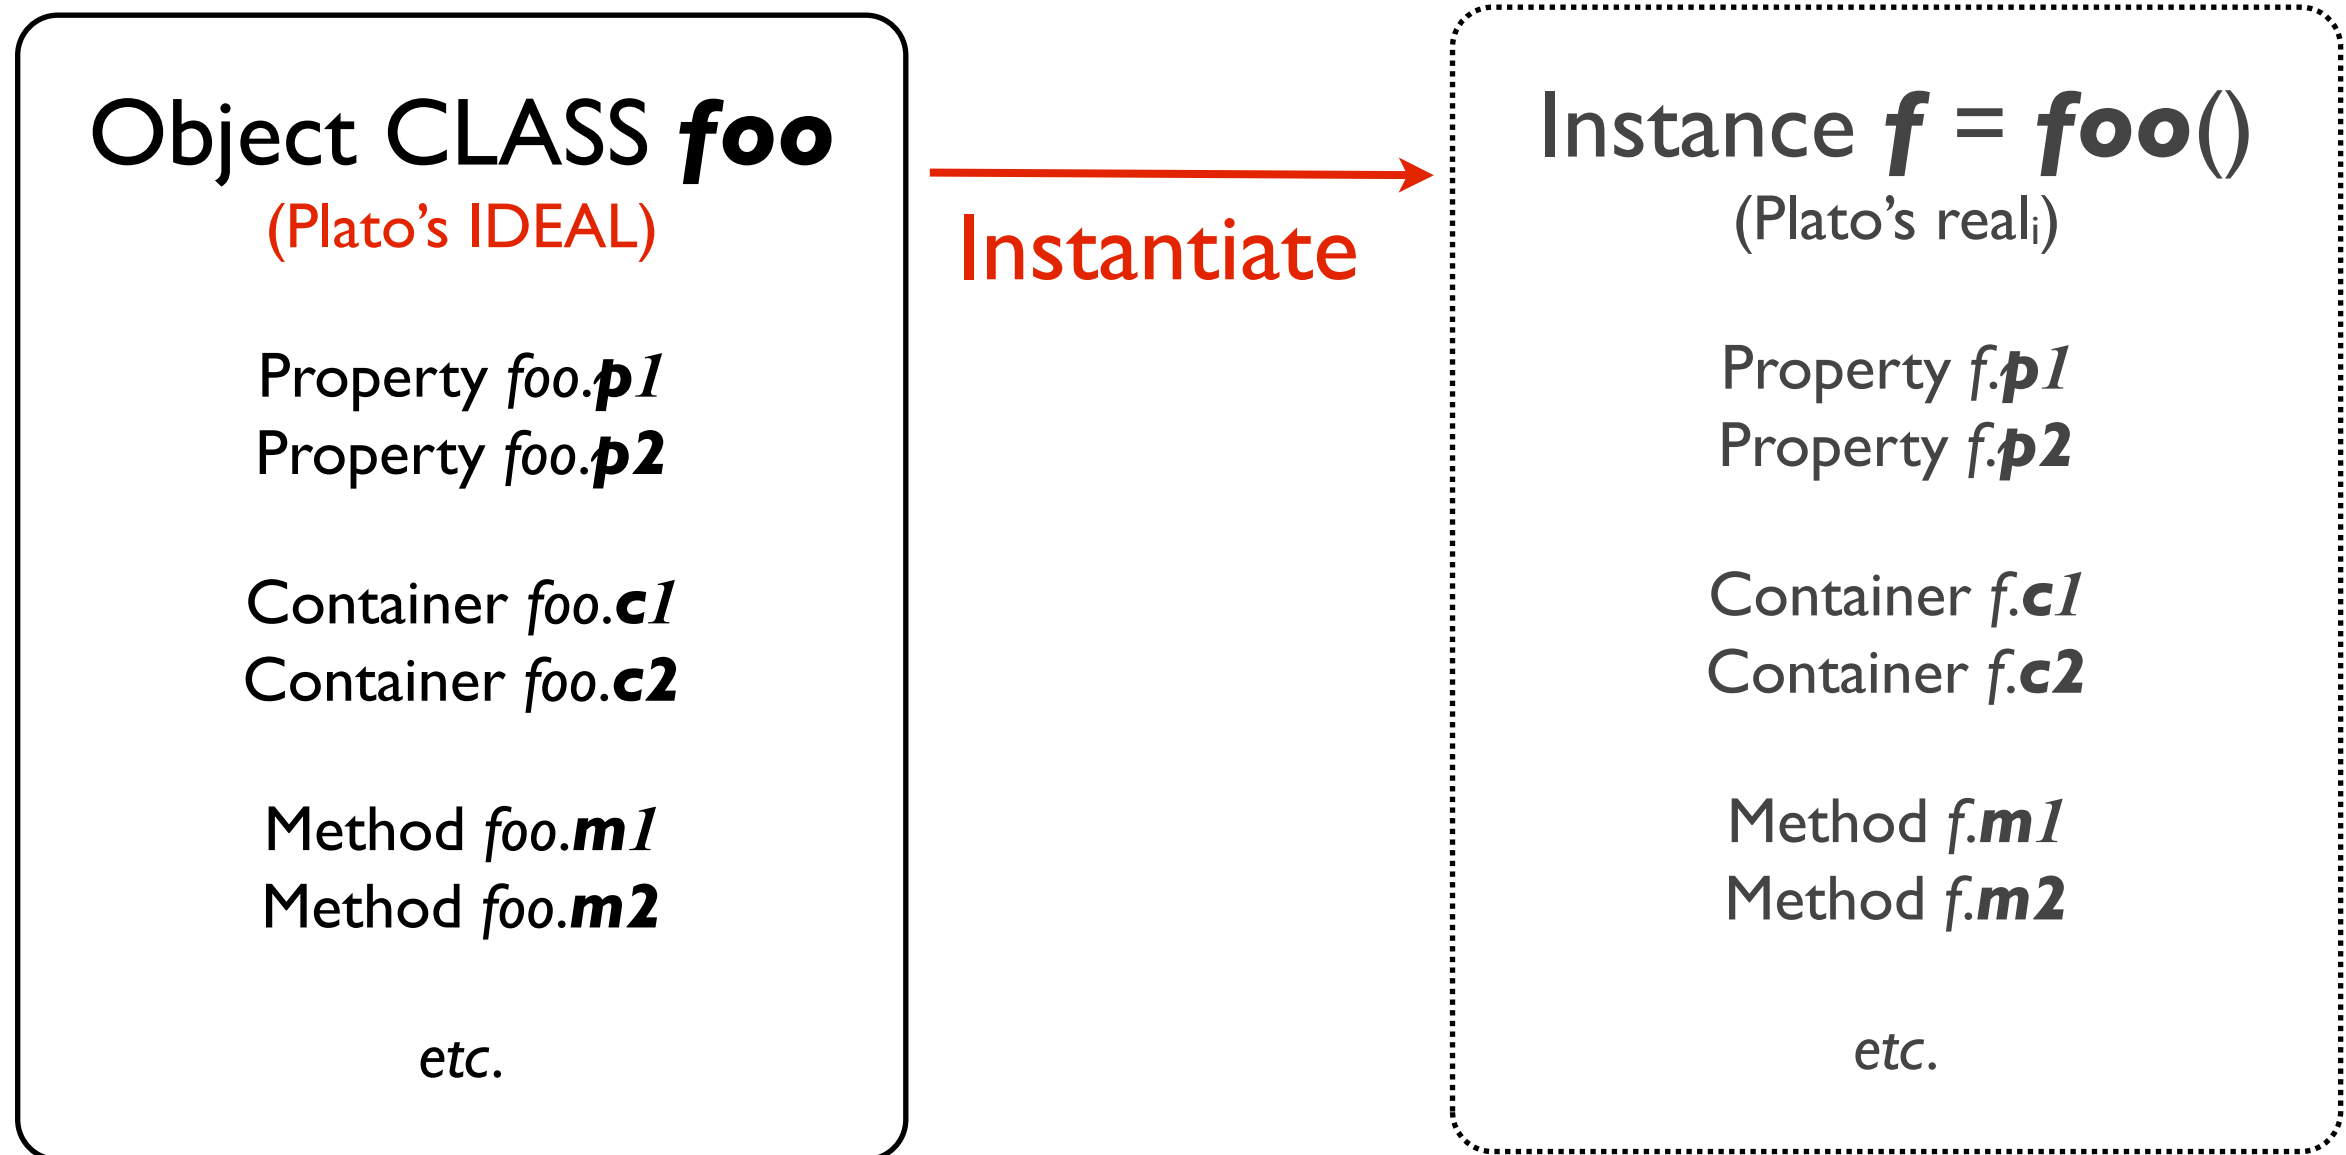 Object CLASS foo
(Plato’s IDEAL)
Property foo.p1
Property foo.p2
Container foo.c1
Container foo.c2
Method foo.m1
Method foo.m2
etc.
Instantiate
Instance f = foo()
(Plato’s realᵢ)
Property f.p1
Property f.p2
Container f.c1
Container f.c2
Method f.m1
Method f.m2
etc.